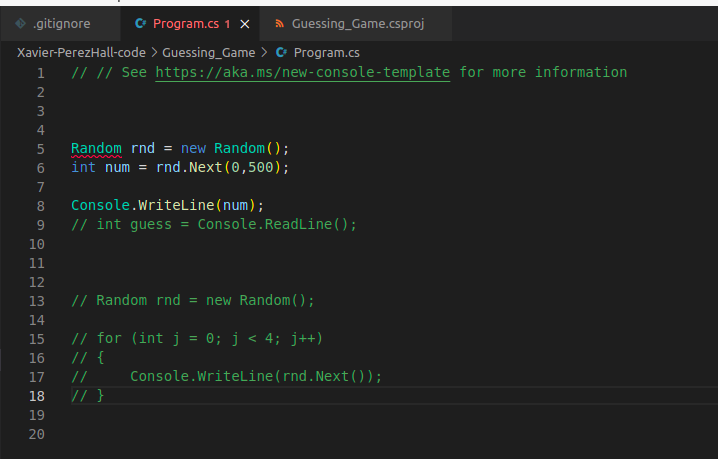 .gitignore
Program.cs 1
Guessing_Game.csproj
Xavier-PerezHall-code > Guessing_Game > Program.cs
1 // // See https://aka.ms/new-console-template for more information
2
3
4
5 Random rnd = new Random();
6 int num = rnd.Next(0,500);
7
8 Console.WriteLine(num);
9 // int guess = Console.ReadLine();
10
11
12
13 // Random rnd = new Random();
14
15 // for (int j = 0; j < 4; j++)
16 // {
17 //     Console.WriteLine(rnd.Next());
18 // }
19
20